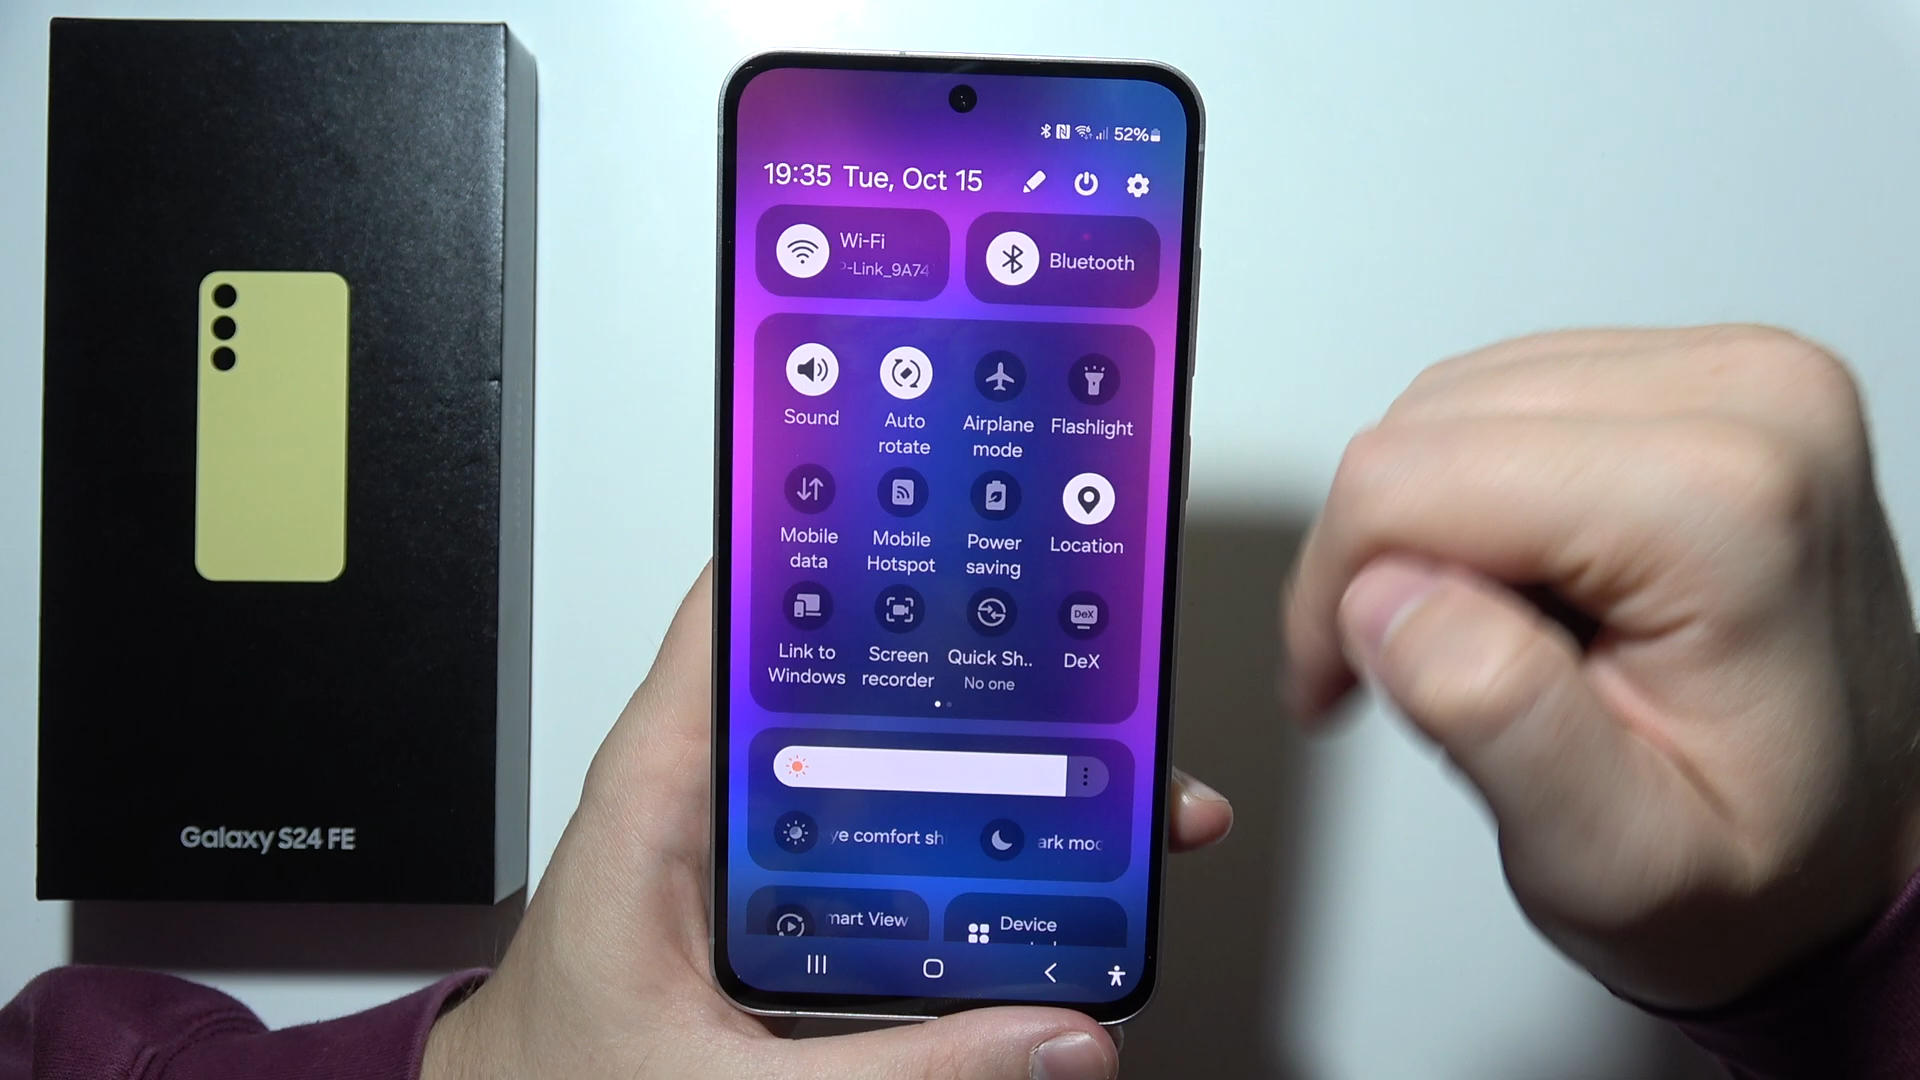 52%
19:35 Tue, Oct 15
Wi-Fi
-Link_9A74
Bluetooth
Sound
Auto
rotate
Airplane
mode
Flashlight
Mobile
data
Mobile
Hotspot
Power
saving
Location
Link to
Windows
Screen
recorder
Quick Sh..
No one
DeX
DeX
ye comfort sh
ark mod
mart View
Device
Galaxy S24 FE